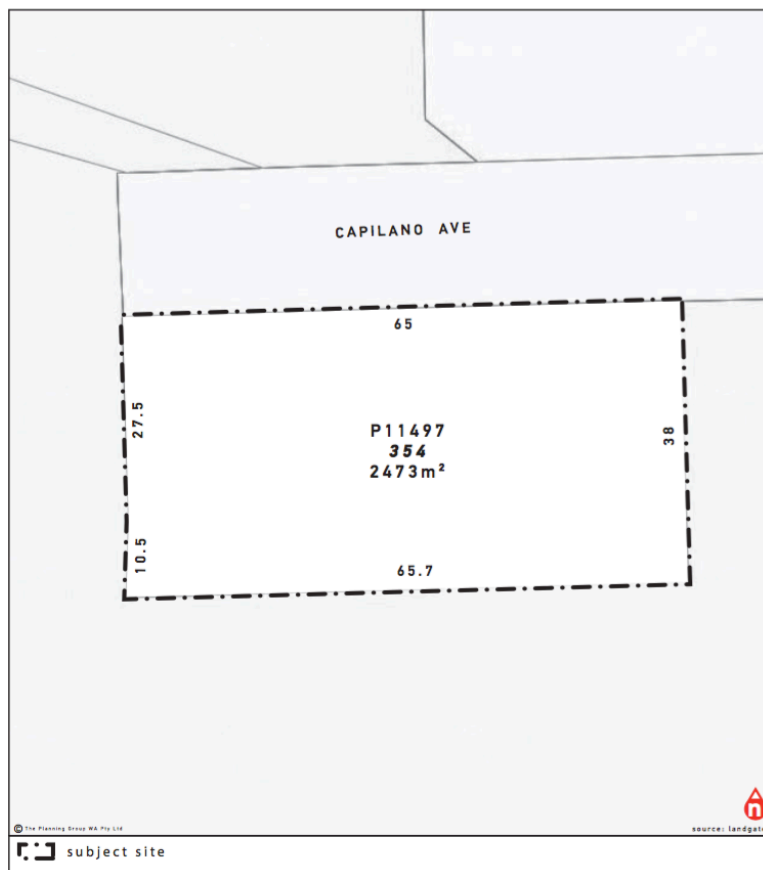 CAPILANO AVE
65
27.5
P11497
354
2473m²
38
10.5
65.7
© The Planning Group WA Pty Ltd
n
source: landgate
subject site